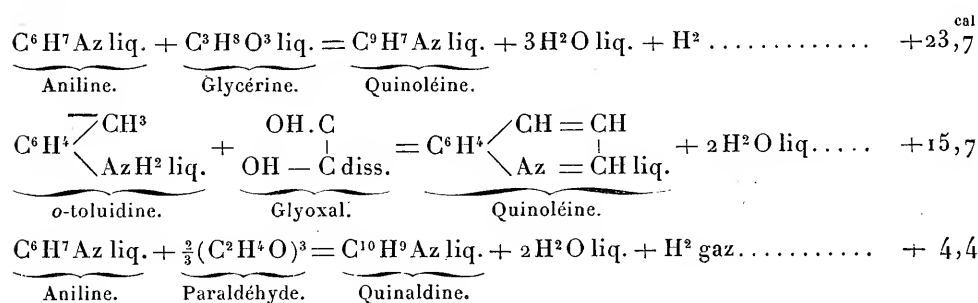 cal
C⁶H⁷Az liq. + C³H⁸O³ liq. = C⁹H⁷Az liq. + 3H²O liq. + H² ............. +23,7
Aniline. Glycérine. Quinoléine.
CH³ OH.C CH = CH
C⁶H⁴ + = C⁶H⁴ + 2H²O liq..... +15,7
AzH² liq. OH — C diss. Az = CH liq.
o-toluidine. Glyoxal. Quinoléine.
C⁶H⁷Az liq. + ⅔(C²H⁴O)³ = C¹⁰H⁹Az liq. + 2H²O liq. + H² gaz.......... + 4,4
Aniline. Paraldéhyde. Quinaldine.